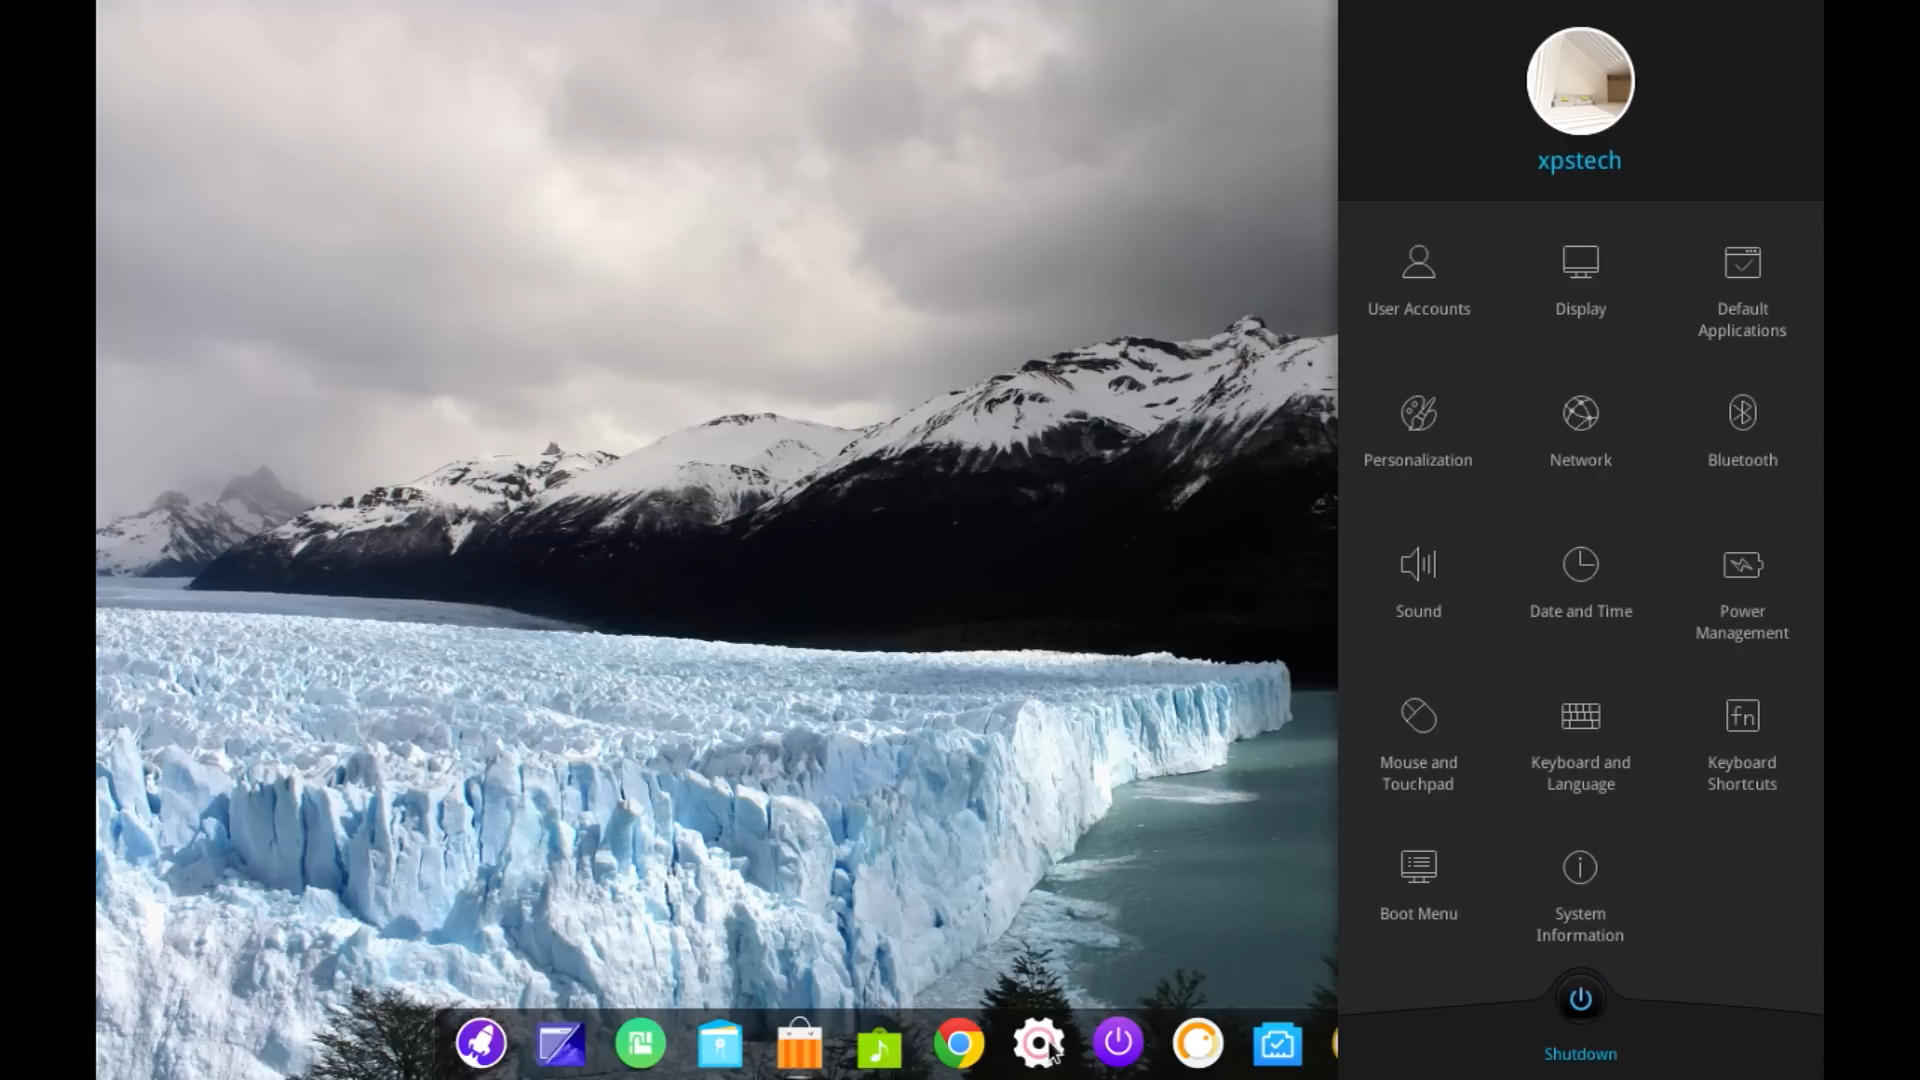 xpstech
User Accounts
Display
Default
Applications
Personalization
Network
Bluetooth
Sound
Date and Time
Power
Management
Mouse and
Touchpad
Keyboard and
Language
fn
Keyboard
Shortcuts
Boot Menu
System
Information
Shutdown